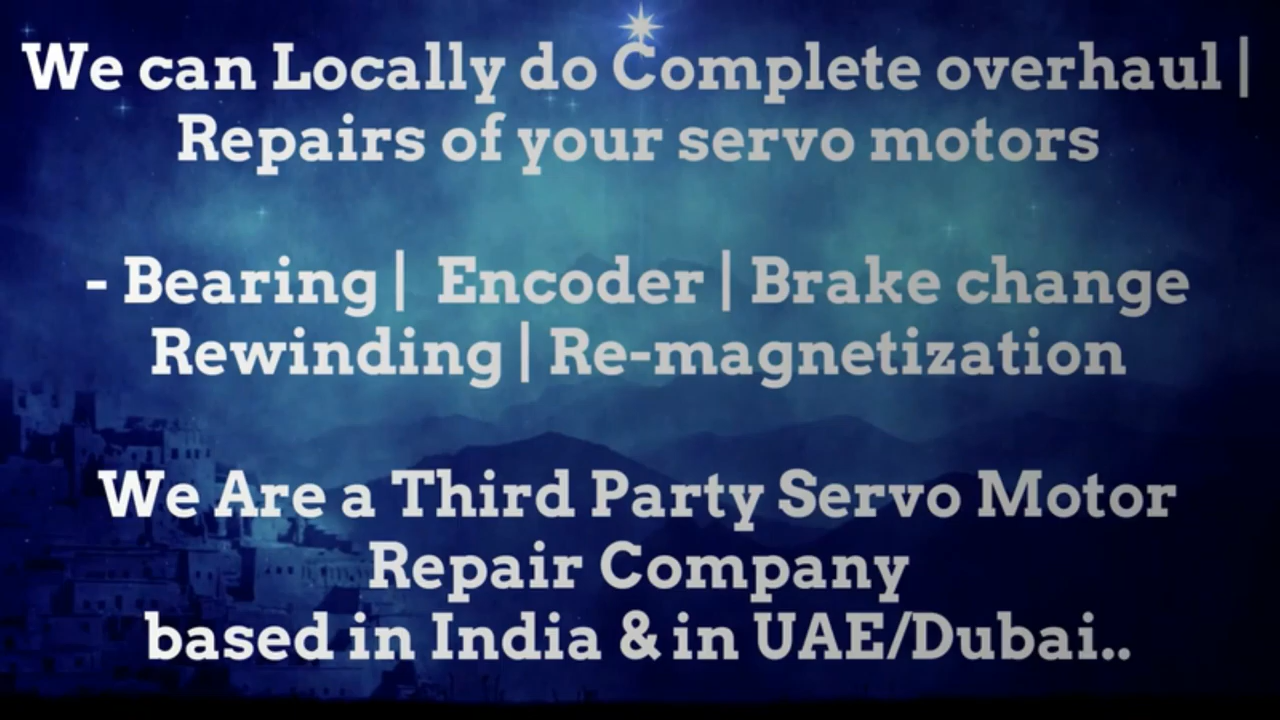 We can Locally do Complete overhaul |
Repairs of your servo motors
- Bearing |  Encoder | Brake change
Rewinding | Re-magnetization
We Are a Third Party Servo Motor
Repair Company
based in India & in UAE/Dubai..